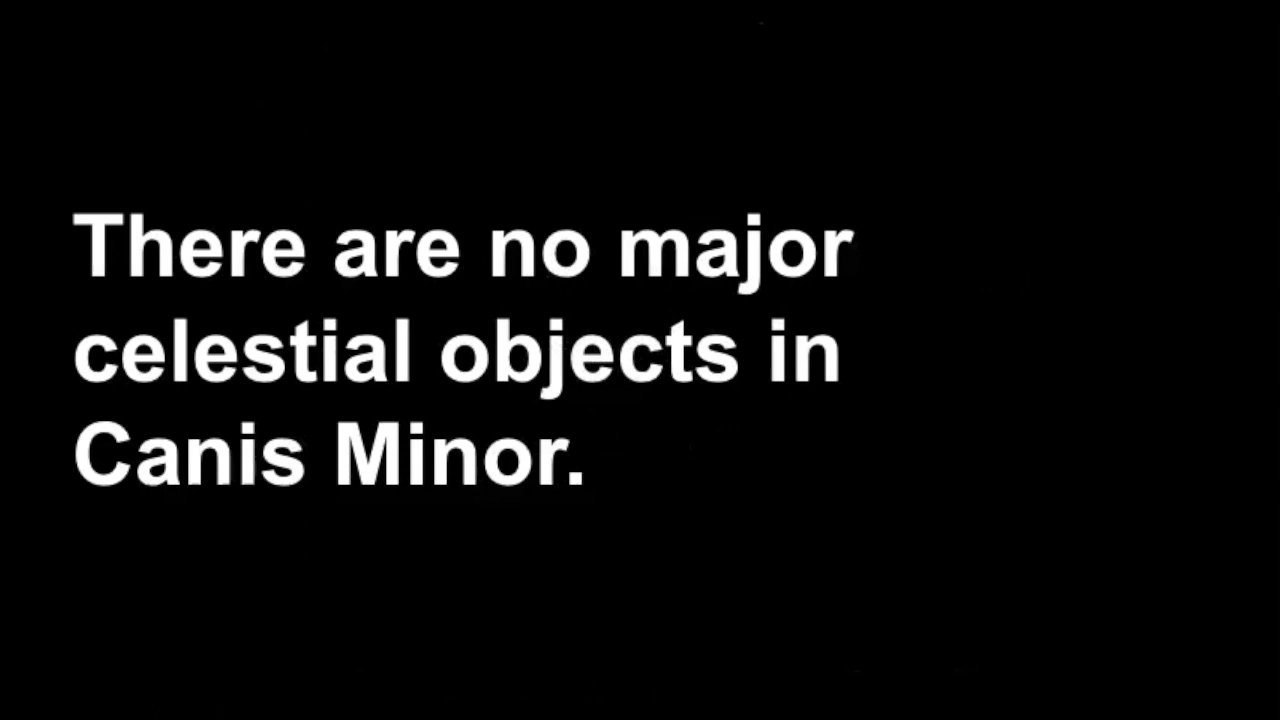 There are no major
celestial objects in
Canis Minor.